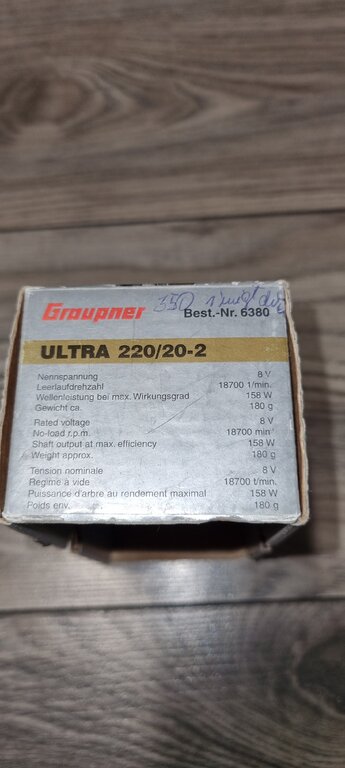 Graupner 350
Best.-Nr. 6380
ULTRA 220/20-2
Nennspannung 8 V
Leerlaufdrehzahl 18700 1/min.
Wellenleistung bei max. Wirkungsgrad 158 W
Gewicht ca. 180 g
Rated voltage 8 V
No-load r.p.m. 18700 min
Shaft output at max. efficiency 158 W
Weight approx. 180 g
Tension nominale 8 V
Regime à vide 18700 t/min.
Puissance d'arbre au rendement maximal 158 W
Poids env. 180 g